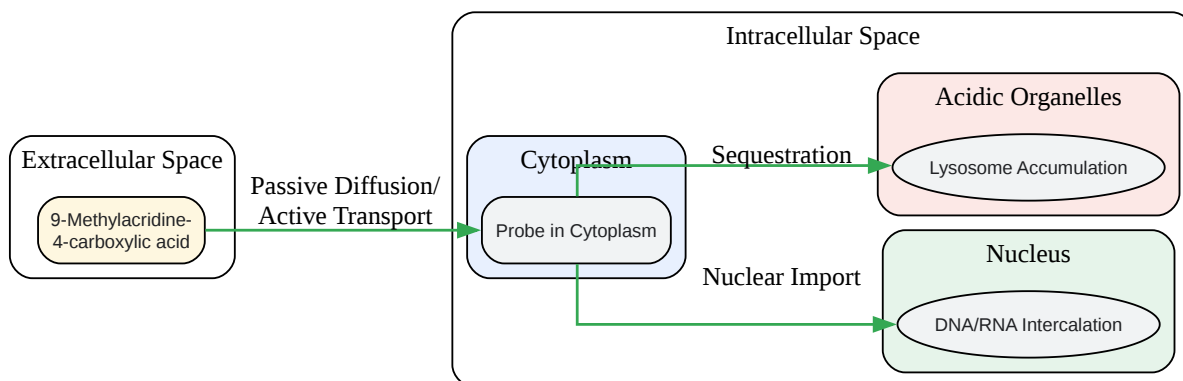 Intracellular Space
Extracellular Space
9-Methylacridine-
4-carboxylic acid
Passive Diffusion/
Active Transport
Cytoplasm
Probe in Cytoplasm
Sequestration
Acidic Organelles
Lysosome Accumulation
Nuclear Import
Nucleus
DNA/RNA Intercalation